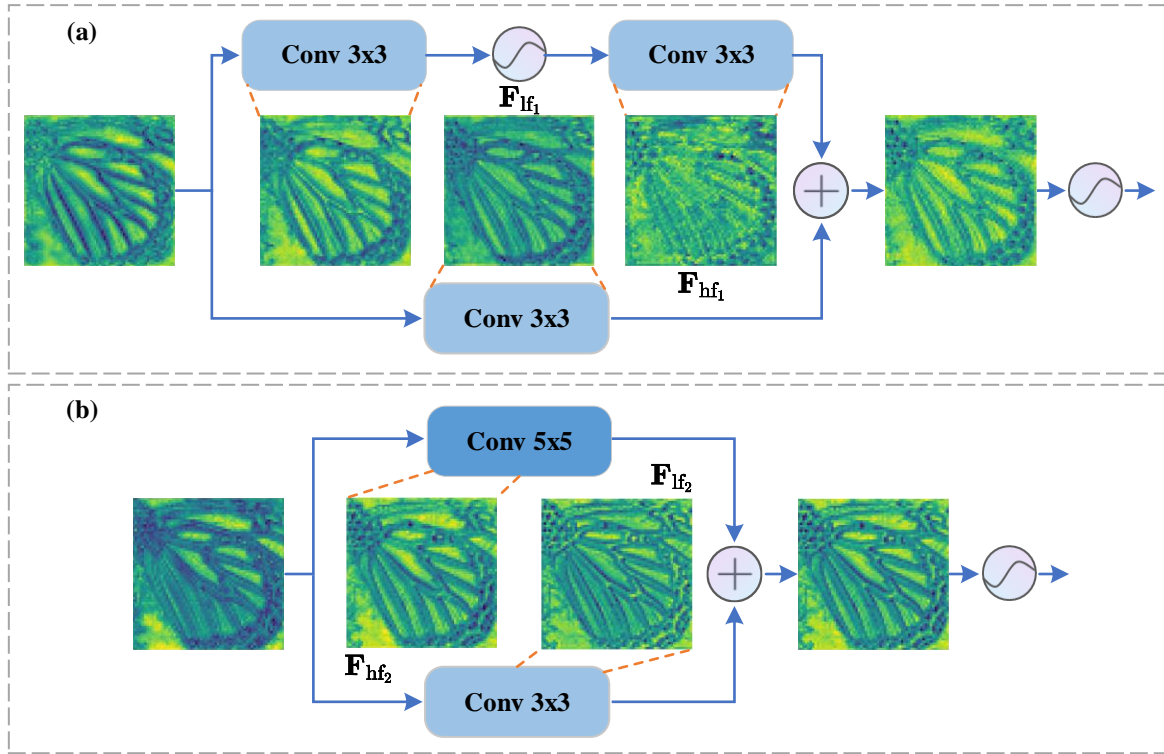 (a)
Conv 3x3
Conv 3x3
F_lf₁
F_hf₁
Conv 3x3
(b)
Conv 5x5
F_lf₂
F_hf₂
Conv 3x3